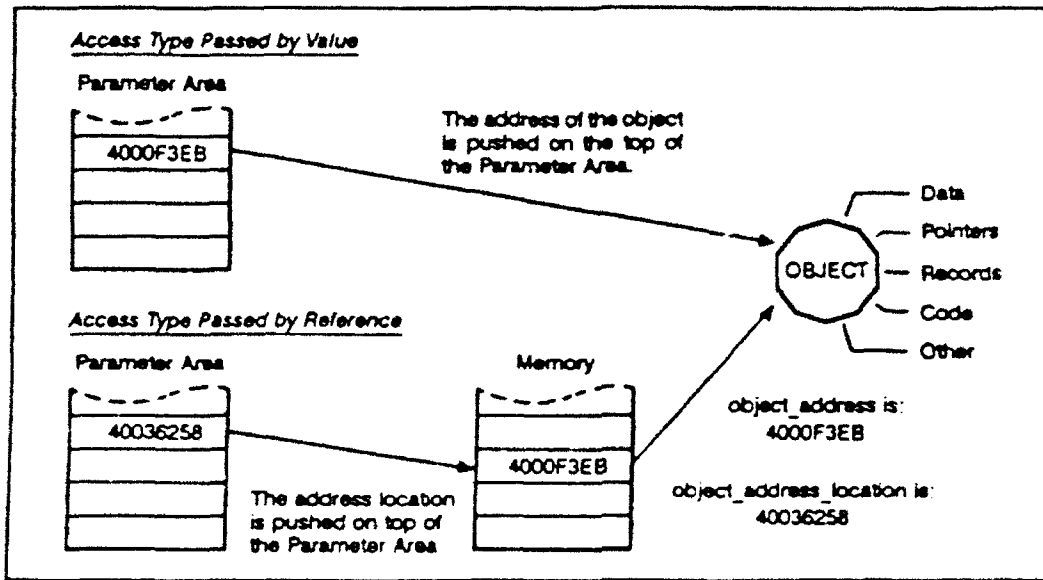 Access Type Passed by Value
Parameter Area
4000F3EB
The address of the object
is pushed on the top of
the Parameter Area.
Data
Pointers
OBJECT
Records
Code
Other
Access Type Passed by Reference
Parameter Area
Memory
40036258
4000F3EB
The address location
is pushed on top of
the Parameter Area
object_address is:
4000F3EB
object_address_location is:
40036258